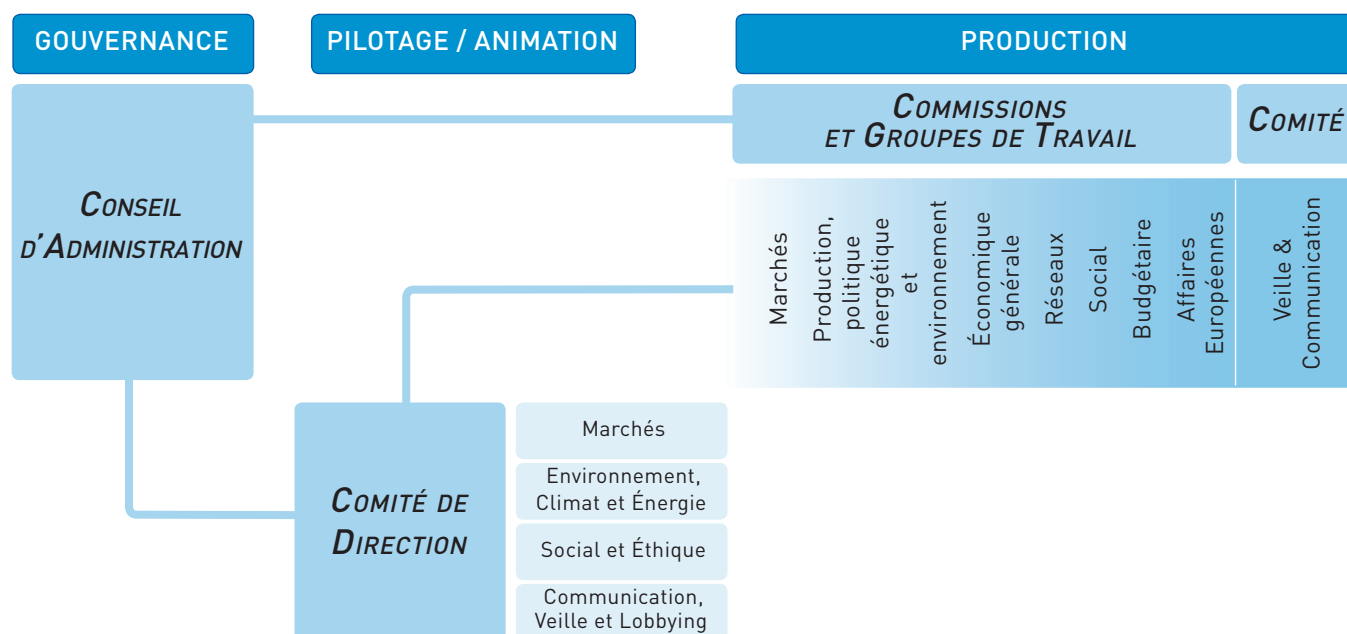 GOUVERNANCE
PILOTAGE / ANIMATION
PRODUCTION
CONSEIL
D'ADMINISTRATION
COMMISSIONS
ET GROUPES DE TRAVAIL
COMITÉ
Marchés
Production,
politique
énergétique
et
environnement
Économique
générale
Réseaux
Social
Budgétaire
Affaires
Européennes
Veille &
Communication
COMITÉ DE
DIRECTION
Marchés
Environnement,
Climat et Énergie
Social et Éthique
Communication,
Veille et Lobbying